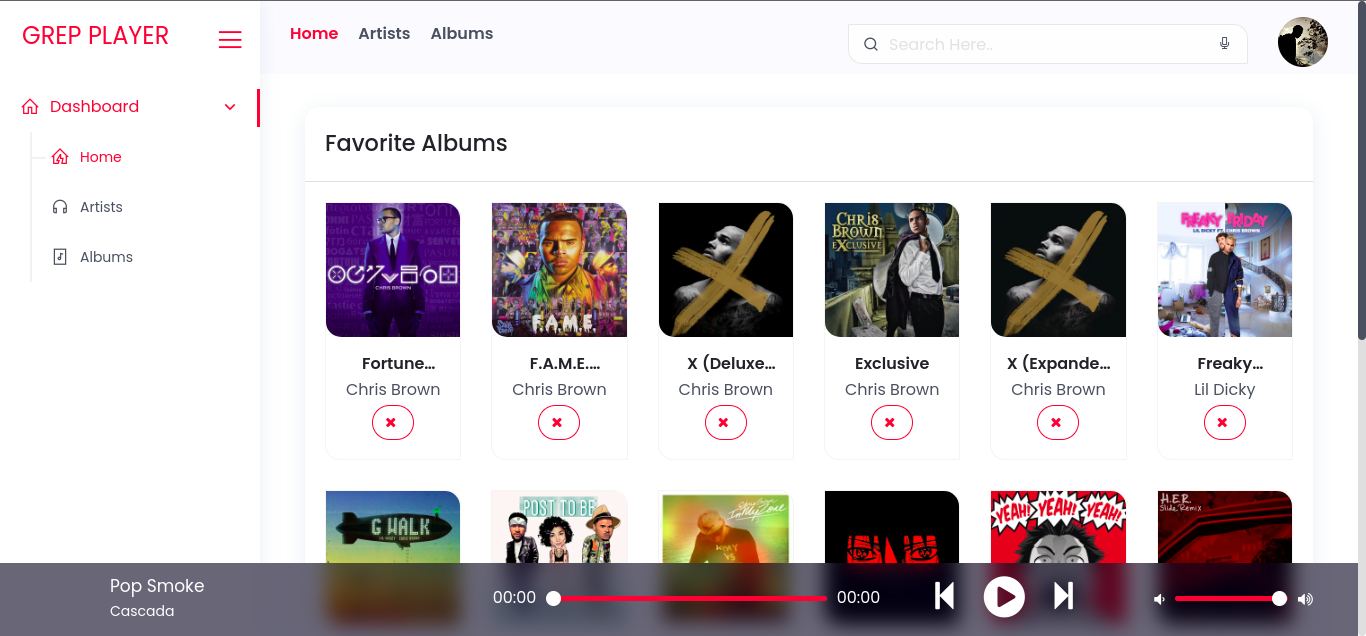 GREP PLAYER
Home Artists Albums
Search Here..
Dashboard
Home
Artists
Albums
Favorite Albums
CHRIS BROWN
F.A.M.E.
CHRIS BROWN EXCLUSIVE
FREAKY FRIDAY
LIL DICKY FT. CHRIS BROWN
Fortune...
Chris Brown
F.A.M.E....
Chris Brown
X (Deluxe...
Chris Brown
Exclusive
Chris Brown
X (Expande...
Chris Brown
Freaky...
Lil Dicky
G WALK
POST TO BE
In My Zone
YEAH! YEAH! YEAH!
H.E.R.
Slide Remix
Pop Smoke
Cascada
00:00
00:00